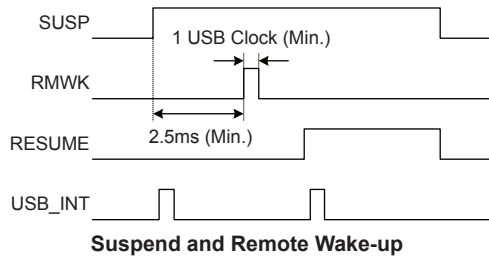 SUSP
1 USB Clock (Min.)
RMWK
2.5ms (Min.)
RESUME
USB_INT
Suspend and Remote Wake-up